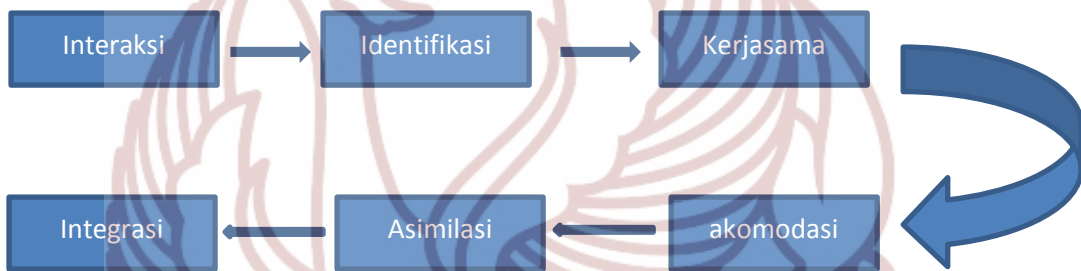 Interaksi
Identifikasi
Kerjasama
akomodasi
Asimilasi
Integrasi